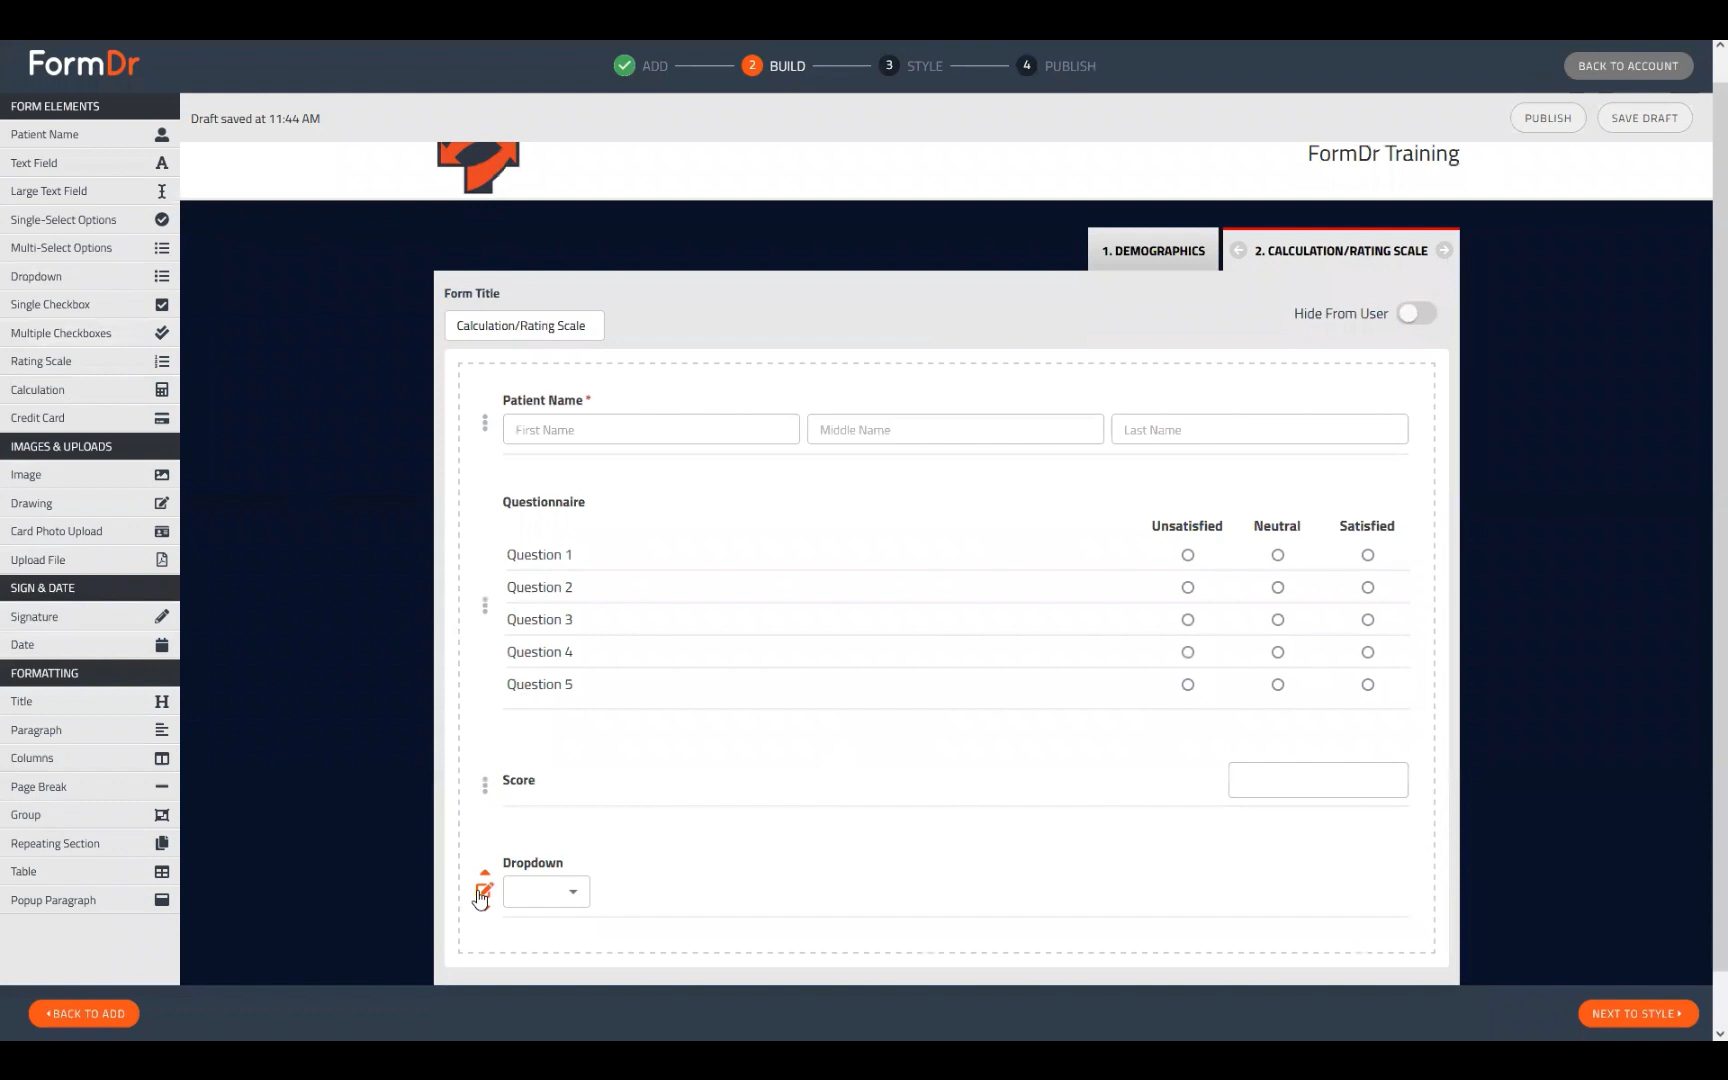 FormDr
ADD
2 BUILD
3 STYLE
4 PUBLISH
BACK TO ACCOUNT
FORM ELEMENTS
Patient Name
Text Field
A
Large Text Field
Single-Select Options
Multi-Select Options
Dropdown
Single Checkbox
Multiple Checkboxes
Rating Scale
Calculation
Credit Card
IMAGES & UPLOADS
Image
Drawing
Card Photo Upload
Upload File
SIGN & DATE
Signature
Date
FORMATTING
Title
H
Paragraph
Columns
Page Break
Group
Repeating Section
Table
Popup Paragraph
Draft saved at 11:44 AM
PUBLISH
SAVE DRAFT
FormDr Training
1. DEMOGRAPHICS
2. CALCULATION/RATING SCALE
Form Title
Calculation/Rating Scale
Hide From User
Patient Name *
First Name
Middle Name
Last Name
Questionnaire
Unsatisfied Neutral Satisfied
Question 1
Question 2
Question 3
Question 4
Question 5
Score
Dropdown
BACK TO ADD
NEXT TO STYLE